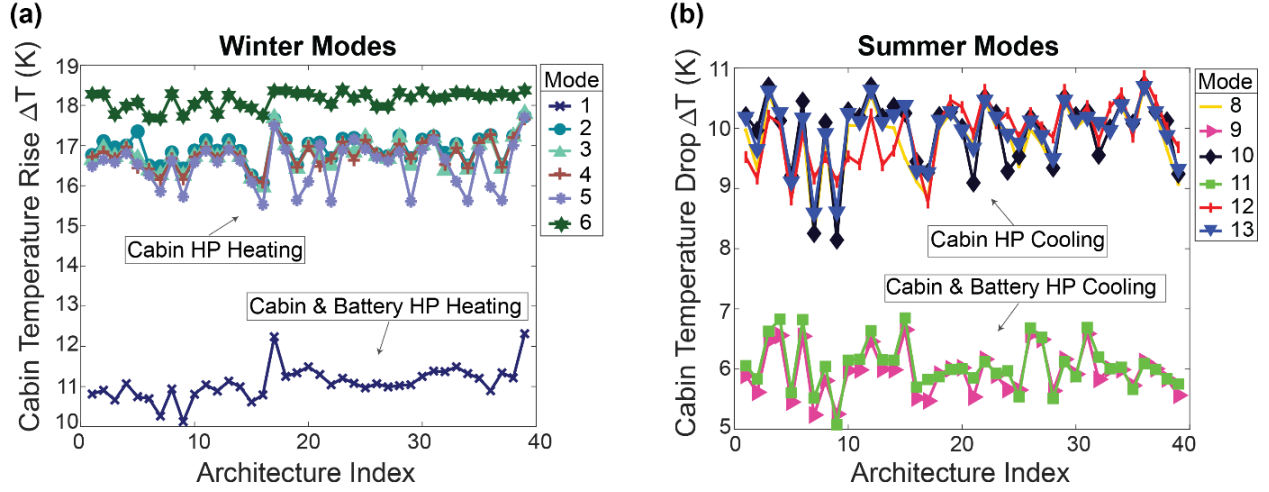 (a)
Winter Modes
Cabin Temperature Rise ΔT (K)
19
18
17
16
15
14
13
12
11
10
0
10
20
30
40
Architecture Index
Cabin HP Heating
Cabin & Battery HP Heating
Mode
1
2
3
4
5
6
(b)
Summer Modes
Cabin Temperature Drop ΔT (K)
11
10
9
8
7
6
5
0
10
20
30
40
Architecture Index
Cabin HP Cooling
Cabin & Battery HP Cooling
Mode
8
9
10
11
12
13